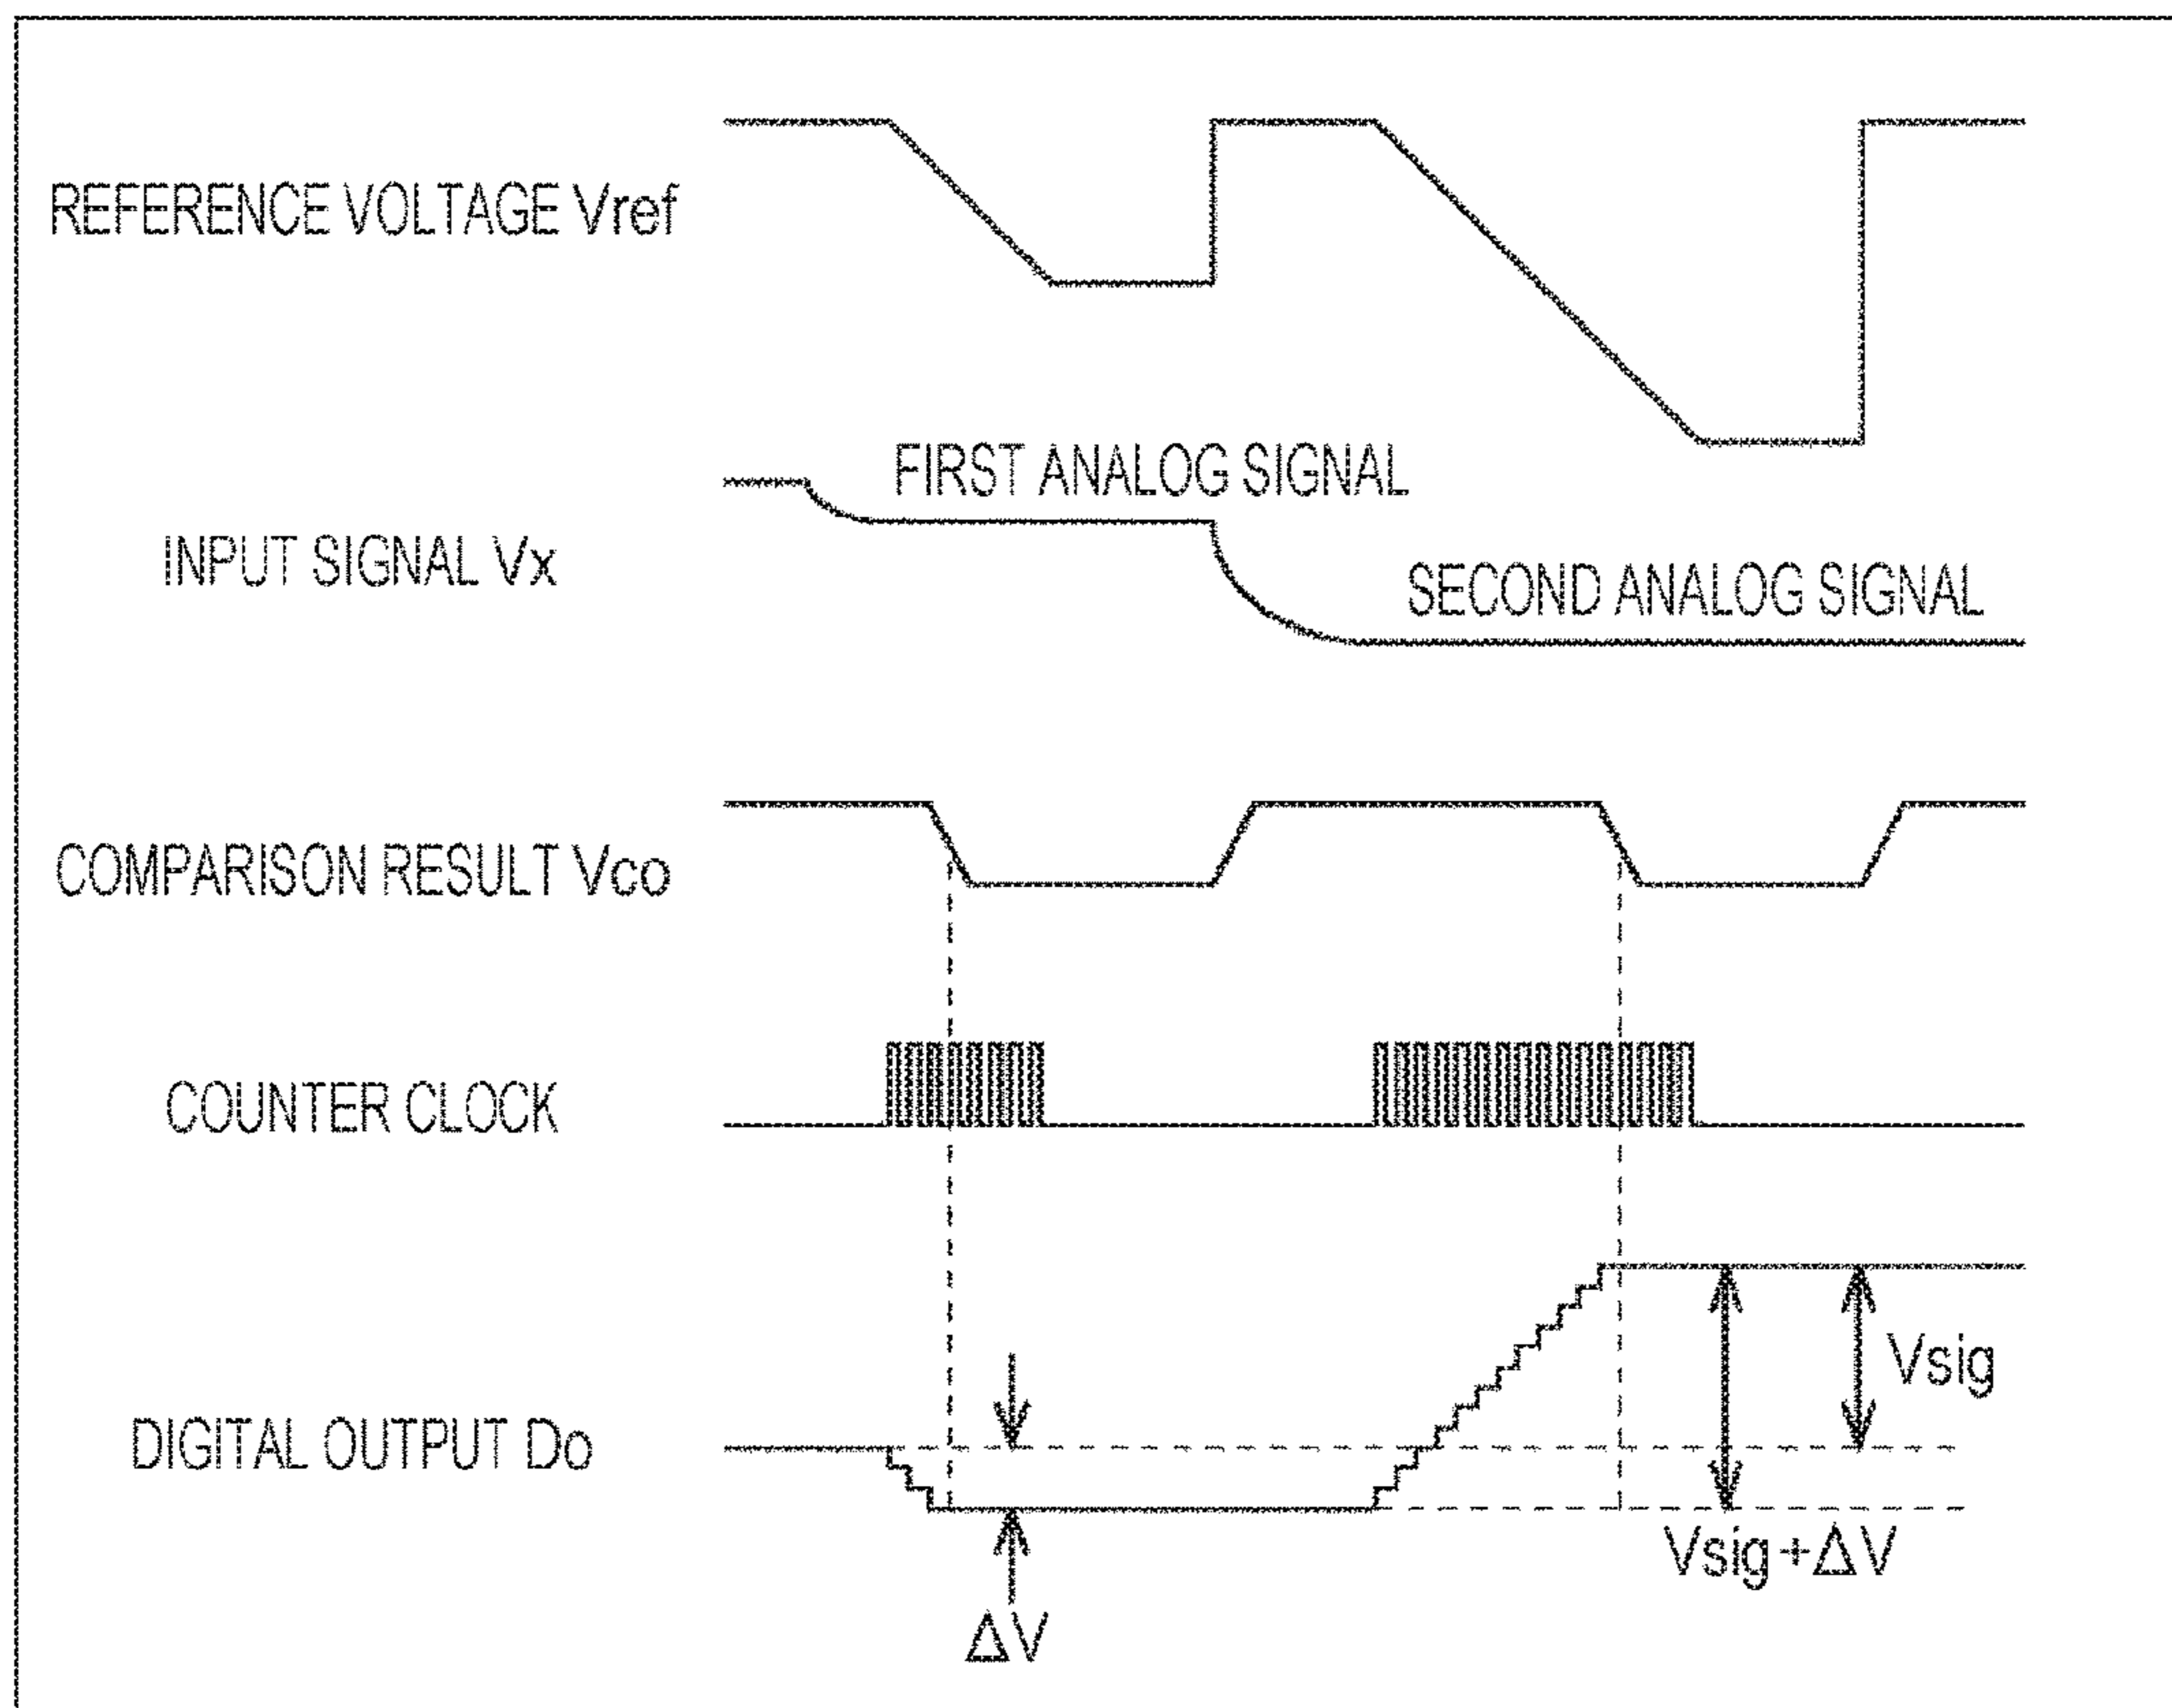 REFERENCE VOLTAGE Vref
FIRST ANALOG SIGNAL
INPUT SIGNAL Vx
SECOND ANALOG SIGNAL
COMPARISON RESULT Vco
COUNTER CLOCK
Vsig
DIGITAL OUTPUT Do
Vsig+ΔV
ΔV